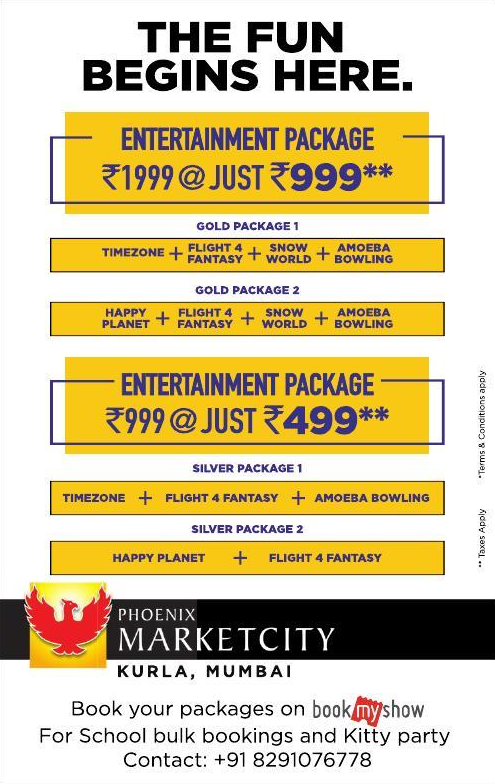 THE FUN
BEGINS HERE.
ENTERTAINMENT PACKAGE
₹1999 @ JUST ₹999**
GOLD PACKAGE 1
TIMEZONE + FLIGHT 4 FANTASY + SNOW WORLD + AMOEBA BOWLING
GOLD PACKAGE 2
HAPPY PLANET + FLIGHT 4 FANTASY + SNOW WORLD + AMOEBA BOWLING
ENTERTAINMENT PACKAGE
₹999 @ JUST ₹499**
SILVER PACKAGE 1
TIMEZONE + FLIGHT 4 FANTASY + AMOEBA BOWLING
SILVER PACKAGE 2
HAPPY PLANET + FLIGHT 4 FANTASY
*Terms & Conditions apply
** Taxes Apply
PHOENIX
MARKETCITY
KURLA, MUMBAI
Book your packages on bookmyshow
For School bulk bookings and Kitty party
Contact: +91 8291076778